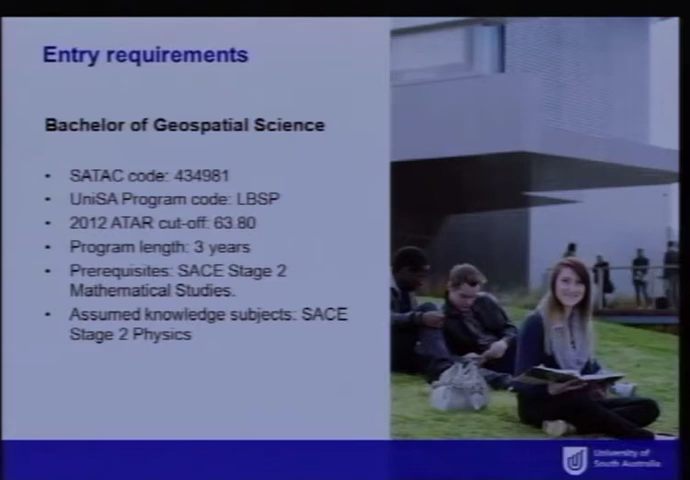 Entry requirements
Bachelor of Geospatial Science
• SATAC code: 434981
• UniSA Program code: LBSP
• 2012 ATAR cut-off: 63.80
• Program length: 3 years
• Prerequisites: SACE Stage 2
Mathematical Studies.
• Assumed knowledge subjects: SACE
Stage 2 Physics
University of
South Australia